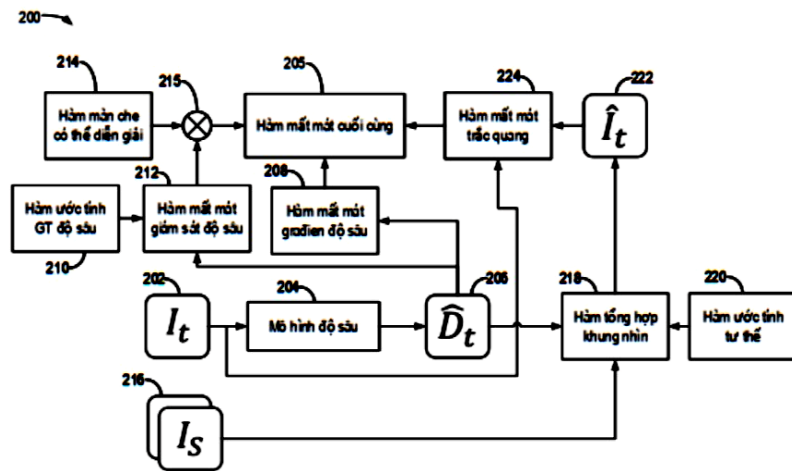 200
214
215
205
224
222
Hàm màn che
có thể diễn giải
Hàm mất mát cuối cùng
Hàm mất mát
trắc quang
Î_t
212
208
Hàm ước tính
GT độ sâu
Hàm mất mát
giám sát độ sâu
Hàm mất mát
građien độ sâu
210
202
204
206
218
220
I_t
Mô hình độ sâu
D̂_t
Hàm tổng hợp
khung nhìn
Hàm ước tính
tư thế
216
I_S